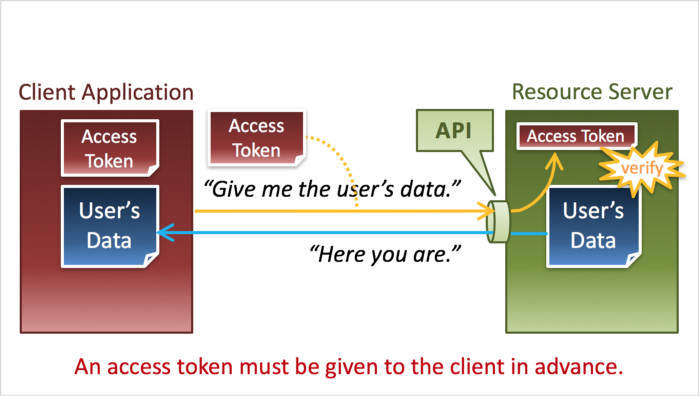 Client Application
Resource Server
Access
Token
Access
Token
API
Access Token
verify
“Give me the user’s data.”
User’s
Data
User’s
Data
“Here you are.”
An access token must be given to the client in advance.